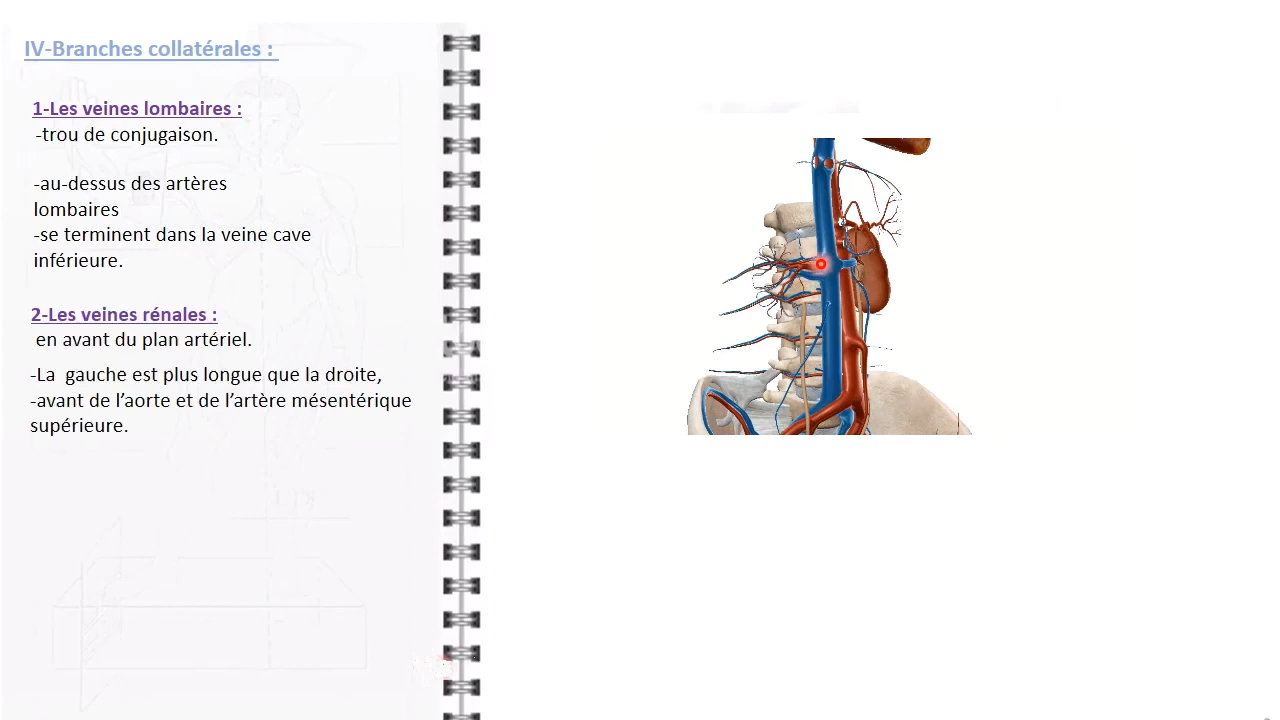 IV-Branches collatérales :
1-Les veines lombaires :
-trou de conjugaison.
-au-dessus des artères
lombaires
-se terminent dans la veine cave
inférieure.
2-Les veines rénales :
en avant du plan artériel.
-La gauche est plus longue que la droite,
-avant de l’aorte et de l’artère mésentérique
supérieure.